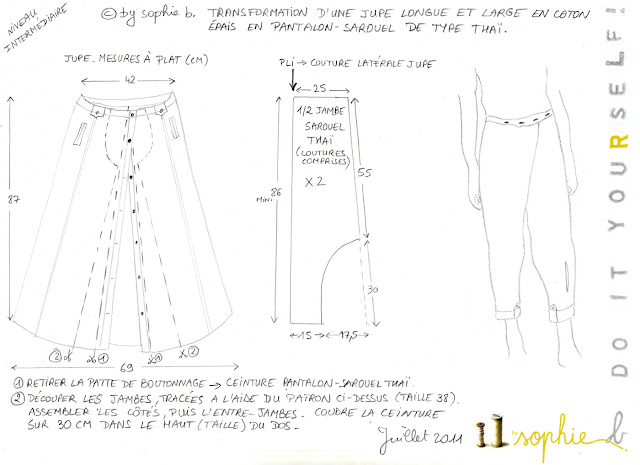 NIVEAU
INTERMÉDIAIRE
© by sophie b. TRANSFORMATION D'UNE JUPE LONGUE ET LARGE EN COTON
ÉPAIS EN PANTALON-SAROUEL DE TYPE THAÏ.
JUPE. MESURES À PLAT (CM)
42
87
69
PLI → COUTURE LATÉRALE JUPE
25
1/2 JAMBE
SAROUEL
THAÏ
(COUTURES
COMPRISES)
X 2
MINI. 86
55
30
15
17,5
① RETIRER LA PATTE DE BOUTONNAGE → CEINTURE PANTALON-SAROUEL THAÏ.
② DÉCOUPER LES JAMBES, TRACÉES A L'AIDE DU PATRON CI-DESSUS (TAILLE 38).
ASSEMBLER LES CÔTÉS, PUIS L'ENTRE-JAMBES. COUDRE LA CEINTURE
SUR 30 CM DANS LE HAUT (TAILLE) DU DOS.
Juillet 2011
sophie b.
DO IT YOURSELF!